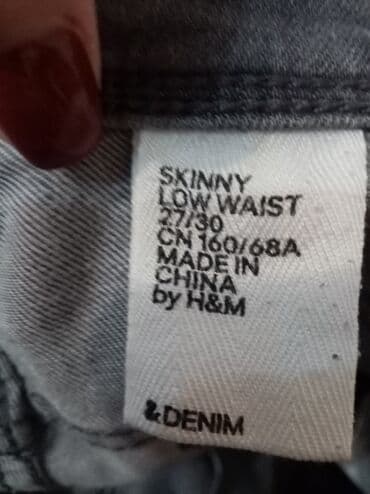 SKINNY
LOW WAIST
27/30
CN 160/68A
MADE IN
CHINA
by H&M
& DENIM